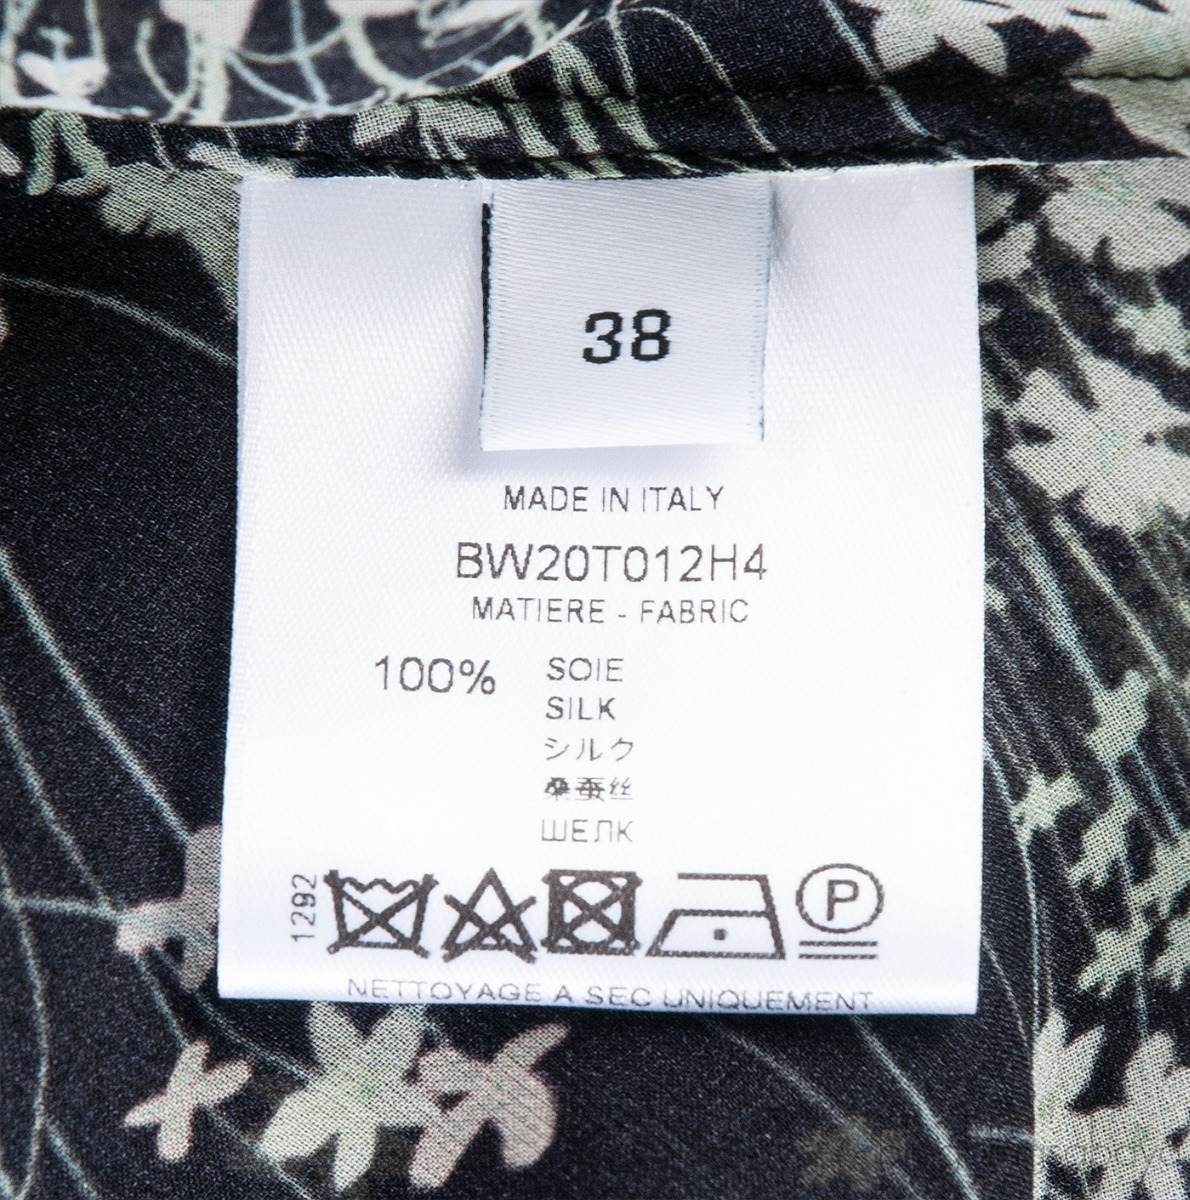 38
MADE IN ITALY
BW20T012H4
MATIERE - FABRIC
100% SOIE
SILK
シルク
桑蚕丝
ШЕЛК
1292
P
NETTOYAGE A SEC UNIQUEMENT